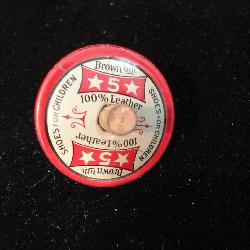 Brown bilt
5
100% Leather
SHOES FOR CHILDREN
SHOES FOR CHILDREN
100% Leather
5
Brown bilt